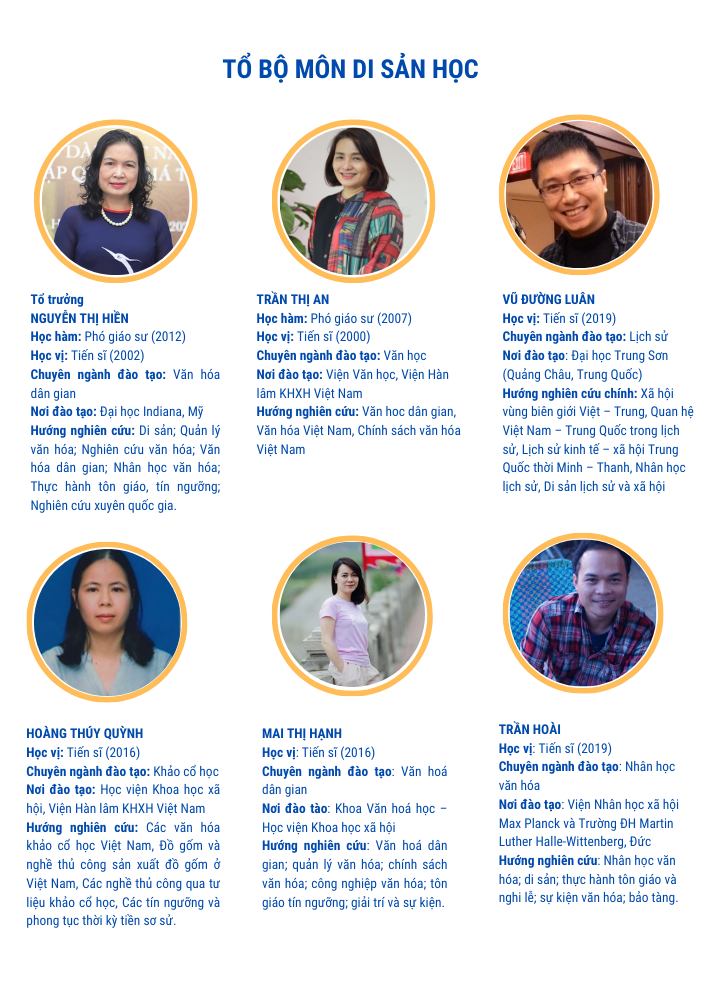 TỔ BỘ MÔN DI SẢN HỌC
Tổ trưởng
NGUYỄN THỊ HIỀN
Học hàm: Phó giáo sư (2012)
Học vị: Tiến sĩ (2002)
Chuyên ngành đào tạo: Văn hóa
dân gian
Nơi đào tạo: Đại học Indiana, Mỹ
Hướng nghiên cứu: Di sản; Quản lý
văn hóa; Nghiên cứu văn hóa; Văn
hóa dân gian; Nhân học văn hóa;
Thực hành tôn giáo, tín ngưỡng;
Nghiên cứu xuyên quốc gia.
TRẦN THỊ AN
Học hàm: Phó giáo sư (2007)
Học vị: Tiến sĩ (2000)
Chuyên ngành đào tạo: Văn học
Nơi đào tạo: Viện Văn học, Viện Hàn
lâm KHXH Việt Nam
Hướng nghiên cứu: Văn hoc dân gian,
Văn hóa Việt Nam, Chính sách văn hóa
Việt Nam
VŨ ĐƯỜNG LUÂN
Học vị: Tiến sĩ (2019)
Chuyên ngành đào tạo: Lịch sử
Nơi đào tạo: Đại học Trung Sơn
(Quảng Châu, Trung Quốc)
Hướng nghiên cứu chính: Xã hội
vùng biên giới Việt – Trung, Quan hệ
Việt Nam – Trung Quốc trong lịch
sử, Lịch sử kinh tế – xã hội Trung
Quốc thời Minh – Thanh, Nhân học
lịch sử, Di sản lịch sử và xã hội
HOÀNG THÚY QUỲNH
Học vị: Tiến sĩ (2016)
Chuyên ngành đào tạo: Khảo cổ học
Nơi đào tạo: Học viện Khoa học xã
hội, Viện Hàn lâm KHXH Việt Nam
Hướng nghiên cứu: Các văn hóa
khảo cổ học Việt Nam, Đồ gốm và
nghề thủ công sản xuất đồ gốm ở
Việt Nam, Các nghề thủ công qua tư
liệu khảo cổ học, Các tín ngưỡng và
phong tục thời kỳ tiền sơ sử.
MAI THỊ HẠNH
Học vị: Tiến sĩ (2016)
Chuyên ngành đào tạo: Văn hoá
dân gian
Nơi đào tào: Khoa Văn hoá học –
Học viện Khoa học xã hội
Hướng nghiên cứu: Văn hoá dân
gian; quản lý văn hóa; chính sách
văn hóa; công nghiệp văn hóa; tôn
giáo tín ngưỡng; giải trí và sự kiện.
TRẦN HOÀI
Học vị: Tiến sĩ (2019)
Chuyên ngành đào tạo: Nhân học
văn hóa
Nơi đào tạo: Viện Nhân học xã hội
Max Planck và Trường ĐH Martin
Luther Halle-Wittenberg, Đức
Hướng nghiên cứu: Nhân học văn
hóa; di sản; thực hành tôn giáo và
nghi lễ; sự kiện văn hóa; bảo tàng.